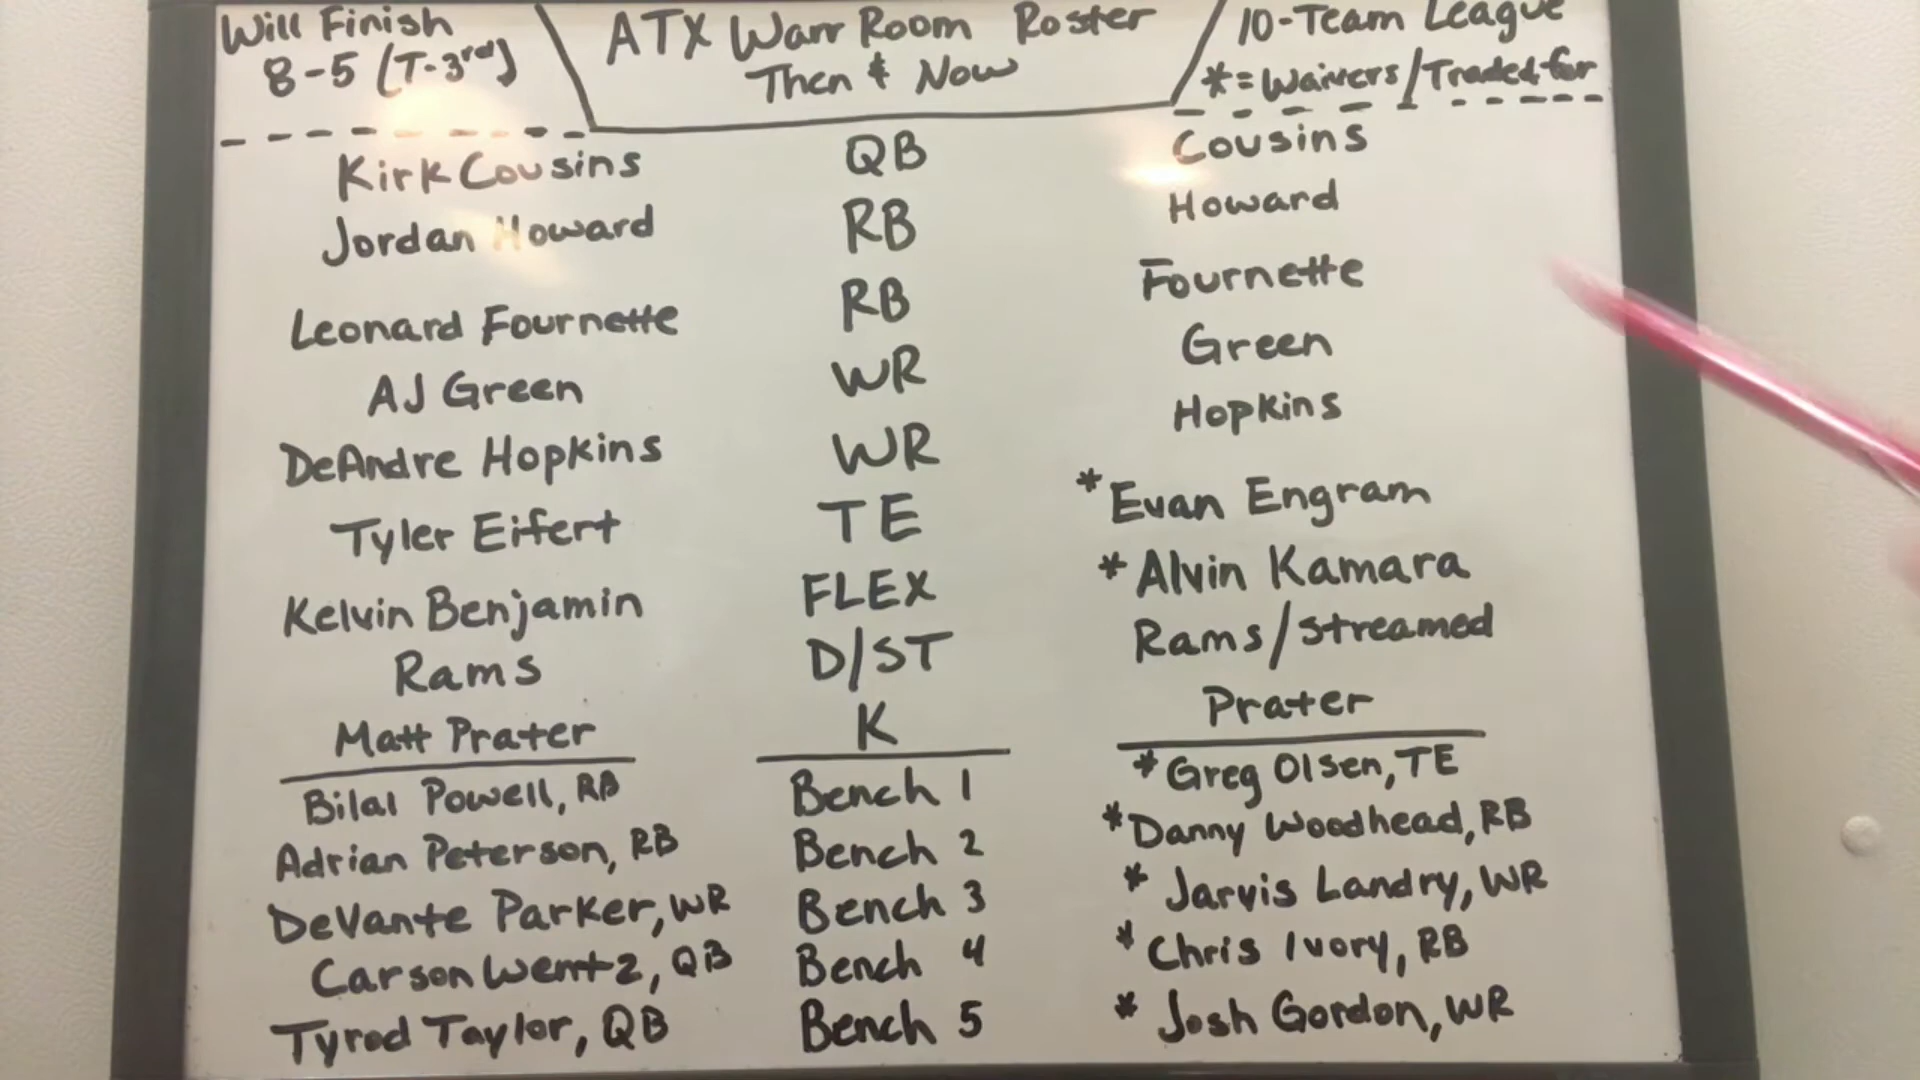 Will Finish
8-5 (T-3rd)
ATX Warr Room Roster
Then & Now
10-Team League
*=Waivers/Traded for
Kirk Cousins QB Cousins
Jordan Howard RB Howard
Leonard Fournette RB Fournette
AJ Green WR Green
DeAndre Hopkins WR Hopkins
Tyler Eifert TE *Evan Engram
Kelvin Benjamin FLEX *Alvin Kamara
Rams D/ST Rams/streamed
Matt Prater K Prater
Bilal Powell, RB Bench 1 *Greg Olsen, TE
Adrian Peterson, RB Bench 2 *Danny Woodhead, RB
DeVante Parker, WR Bench 3 *Jarvis Landry, WR
Carson Wentz, QB Bench 4 *Chris Ivory, RB
Tyrod Taylor, QB Bench 5 *Josh Gordon, WR